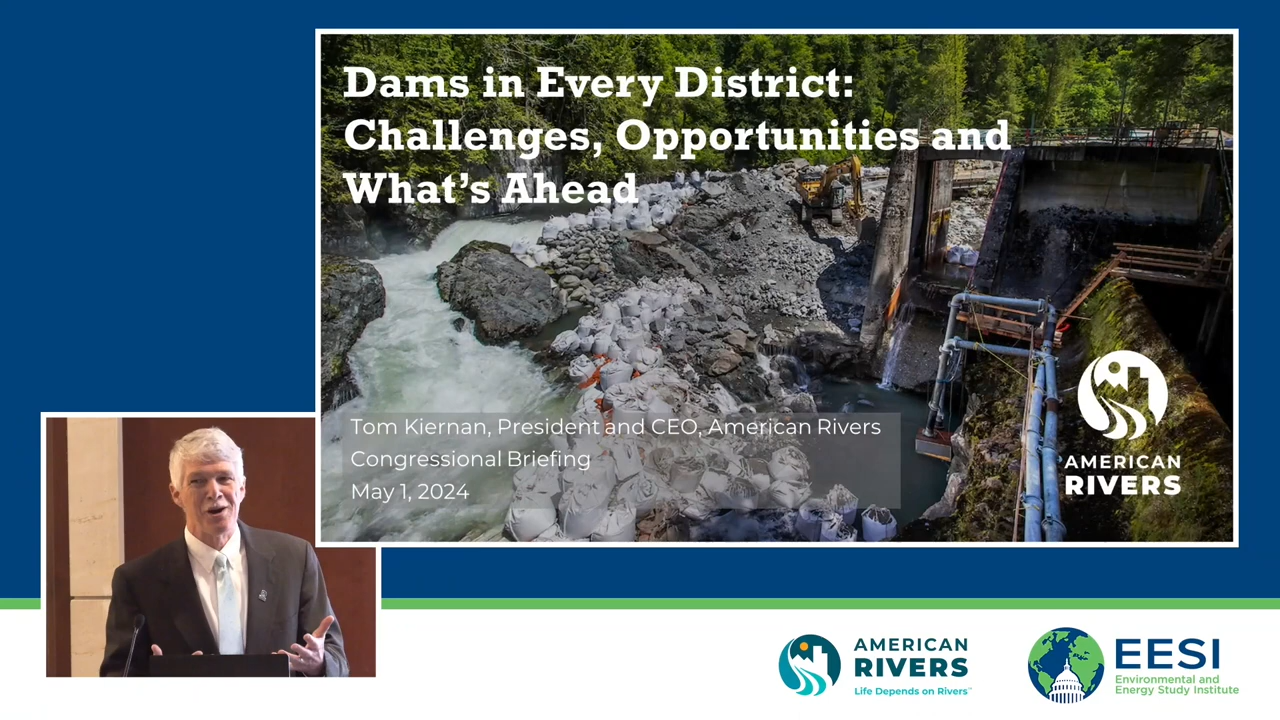 Dams in Every District:
Challenges, Opportunities and
What's Ahead
Tom Kiernan, President and CEO, American Rivers
Congressional Briefing
May 1, 2024
AMERICAN
RIVERS
AMERICAN
RIVERS
Life Depends on Rivers™
EESI
Environmental and
Energy Study Institute